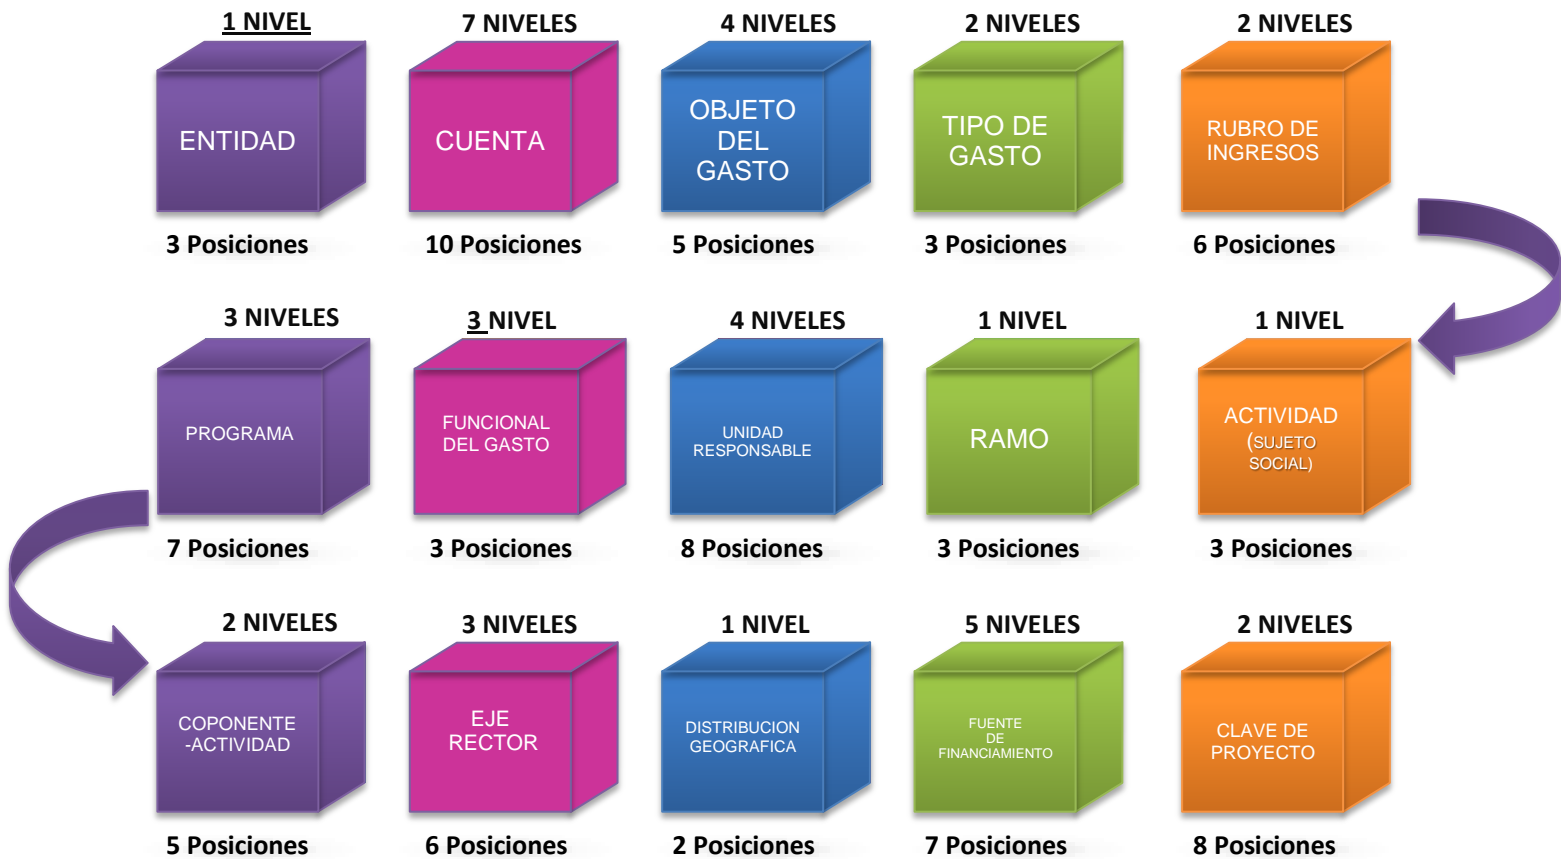 1 NIVEL
7 NIVELES
4 NIVELES
2 NIVELES
2 NIVELES
ENTIDAD
CUENTA
OBJETO
DEL
GASTO
TIPO DE
GASTO
RUBRO DE
INGRESOS
3 Posiciones
10 Posiciones
5 Posiciones
3 Posiciones
6 Posiciones
3 NIVELES
3 NIVEL
4 NIVELES
1 NIVEL
1 NIVEL
PROGRAMA
FUNCIONAL
DEL GASTO
UNIDAD
RESPONSABLE
RAMO
ACTIVIDAD
(SUJETO
SOCIAL)
7 Posiciones
3 Posiciones
8 Posiciones
3 Posiciones
3 Posiciones
2 NIVELES
3 NIVELES
1 NIVEL
5 NIVELES
2 NIVELES
COPONENTE
-ACTIVIDAD
EJE
RECTOR
DISTRIBUCION
GEOGRAFICA
FUENTE
DE
FINANCIAMIENTO
CLAVE DE
PROYECTO
5 Posiciones
6 Posiciones
2 Posiciones
7 Posiciones
8 Posiciones